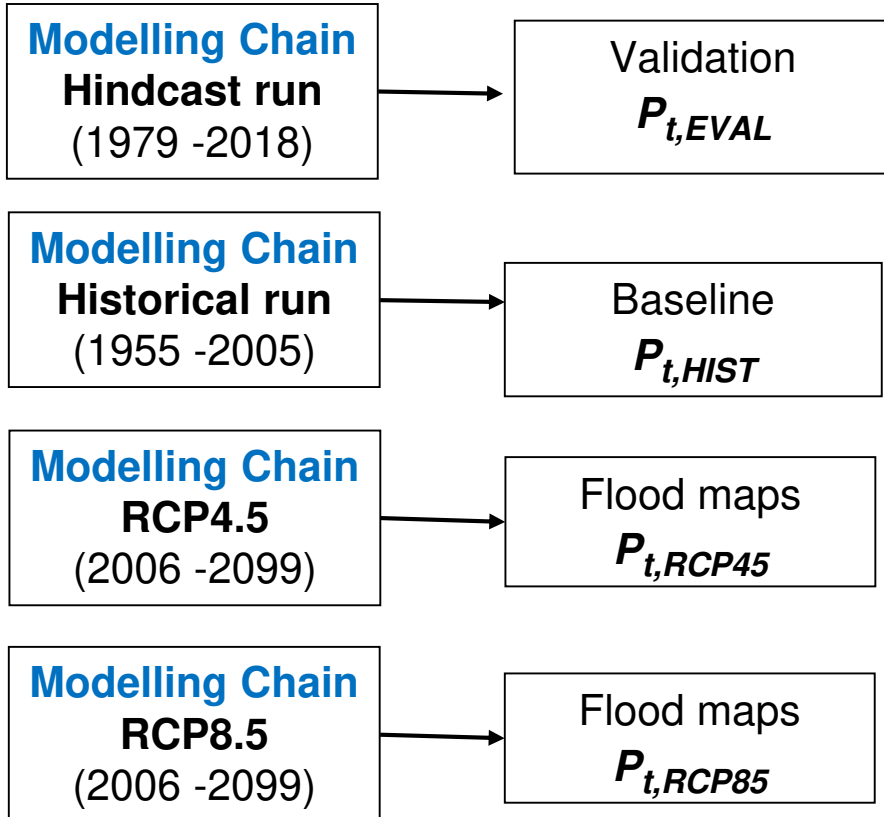 Modelling Chain
Hindcast run
(1979 -2018)
Validation
Pt,EVAL
Modelling Chain
Historical run
(1955 -2005)
Baseline
Pt,HIST
Modelling Chain
RCP4.5
(2006 -2099)
Flood maps
Pt,RCP45
Modelling Chain
RCP8.5
(2006 -2099)
Flood maps
Pt,RCP85